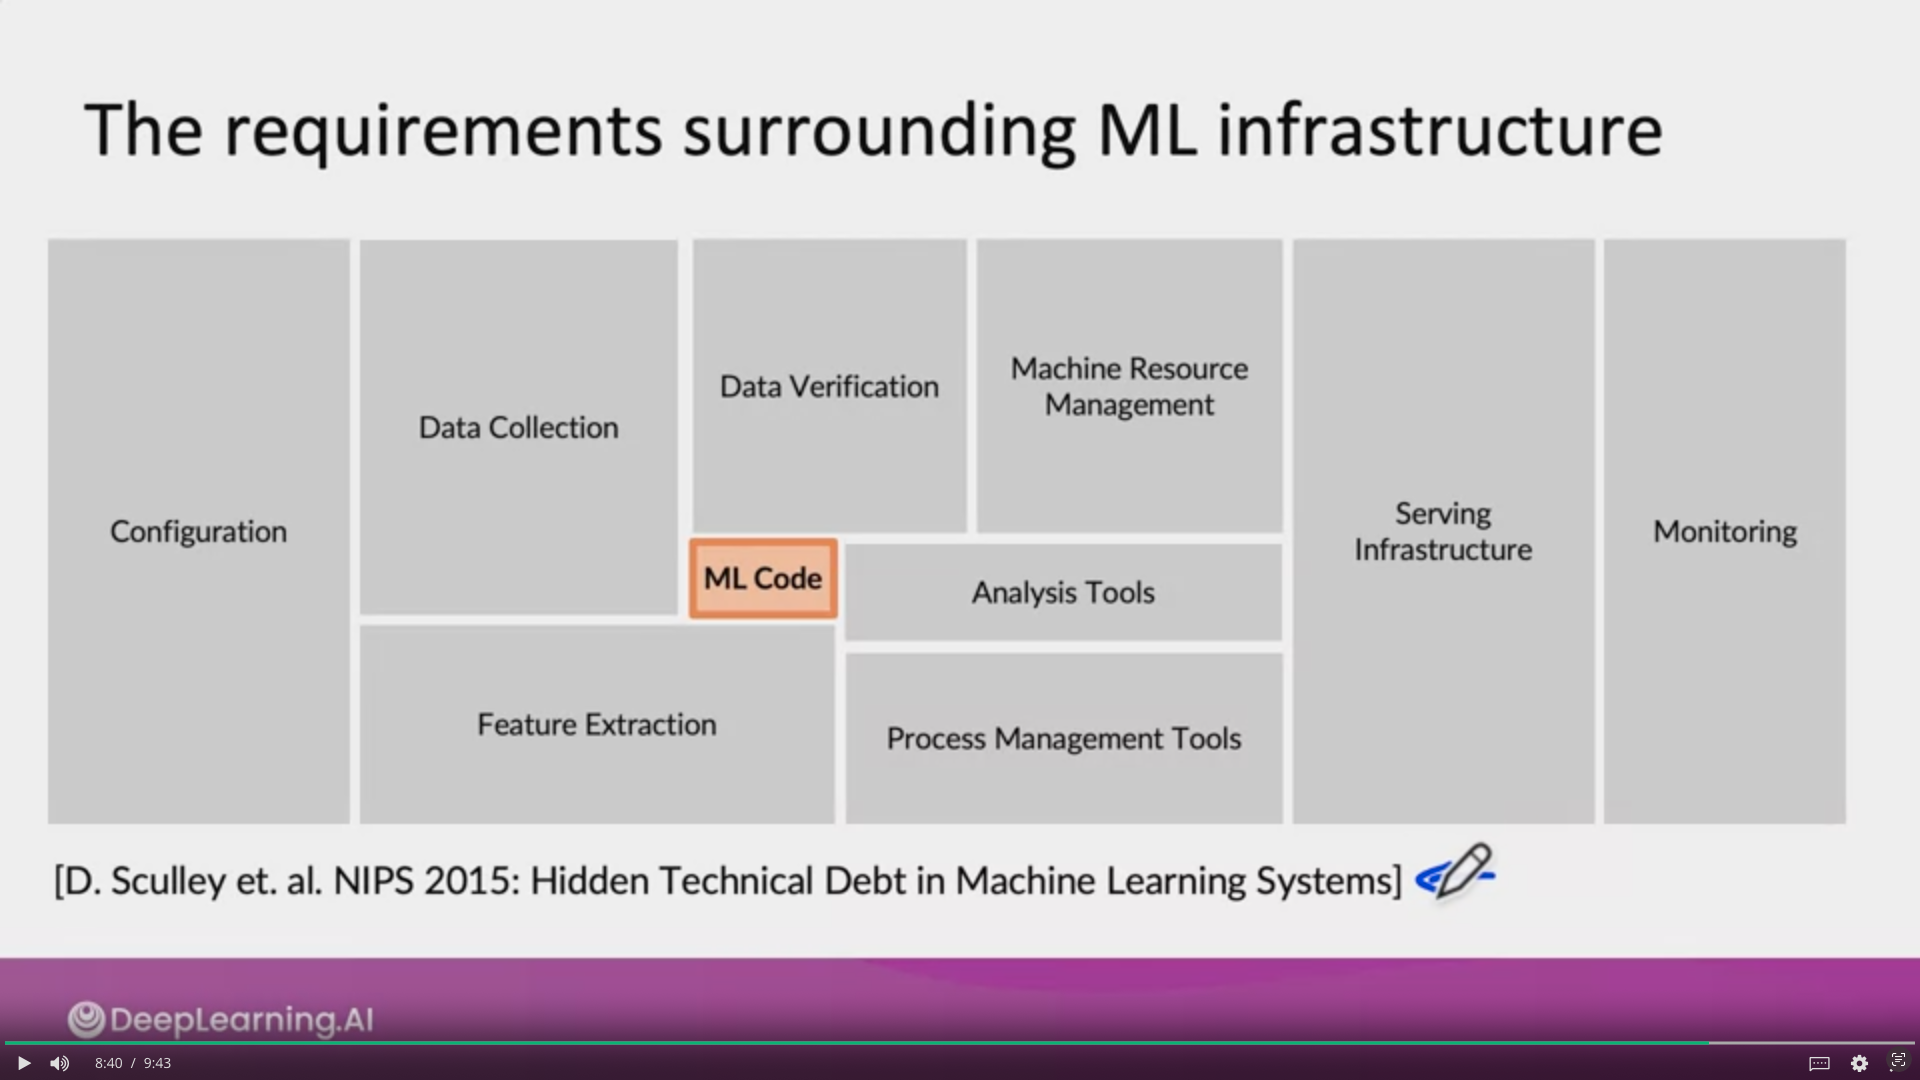 The requirements surrounding ML infrastructure
Configuration
Data Collection
Data Verification
Machine Resource
Management
ML Code
Analysis Tools
Feature Extraction
Process Management Tools
Serving
Infrastructure
Monitoring
[D. Sculley et. al. NIPS 2015: Hidden Technical Debt in Machine Learning Systems]
DeepLearning.AI
8:40 / 9:43